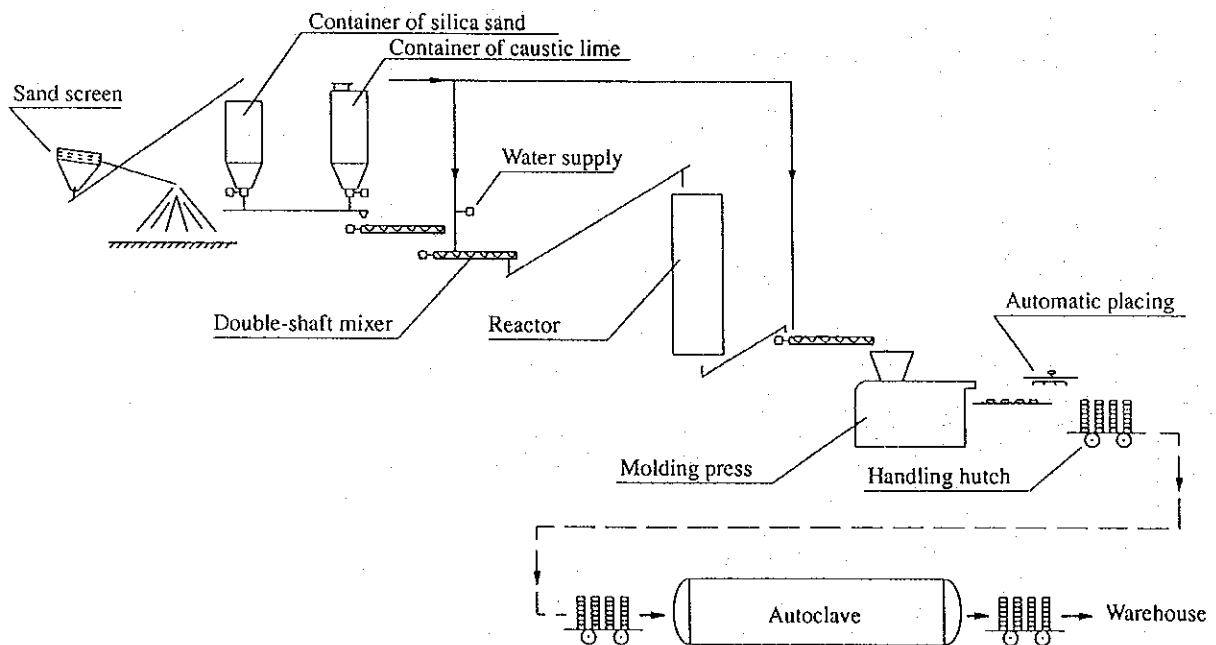 Container of silica sand
Container of caustic lime
Sand screen
Water supply
Double-shaft mixer
Reactor
Automatic placing
Molding press
Handling hutch
Autoclave
Warehouse